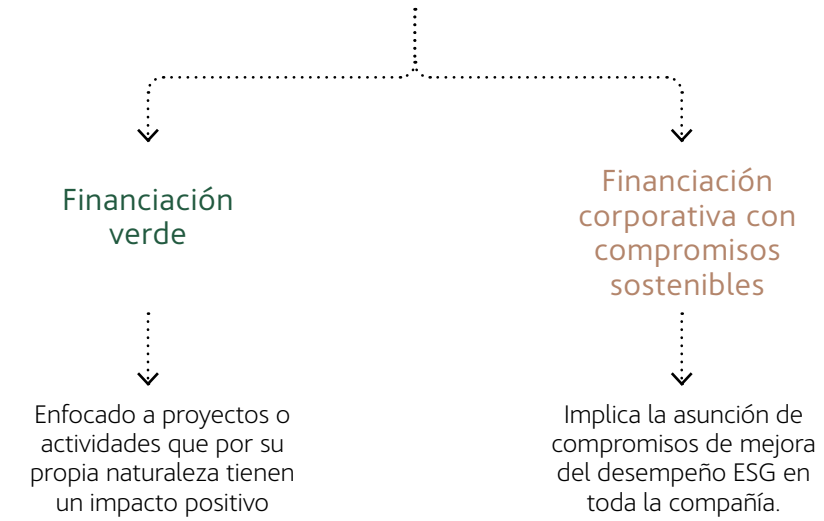 Financiación
verde
Financiación
corporativa con
compromisos
sostenibles
Enfocado a proyectos o
actividades que por su
propia naturaleza tienen
un impacto positivo
Implica la asunción de
compromisos de mejora
del desempeño ESG en
toda la compañía.